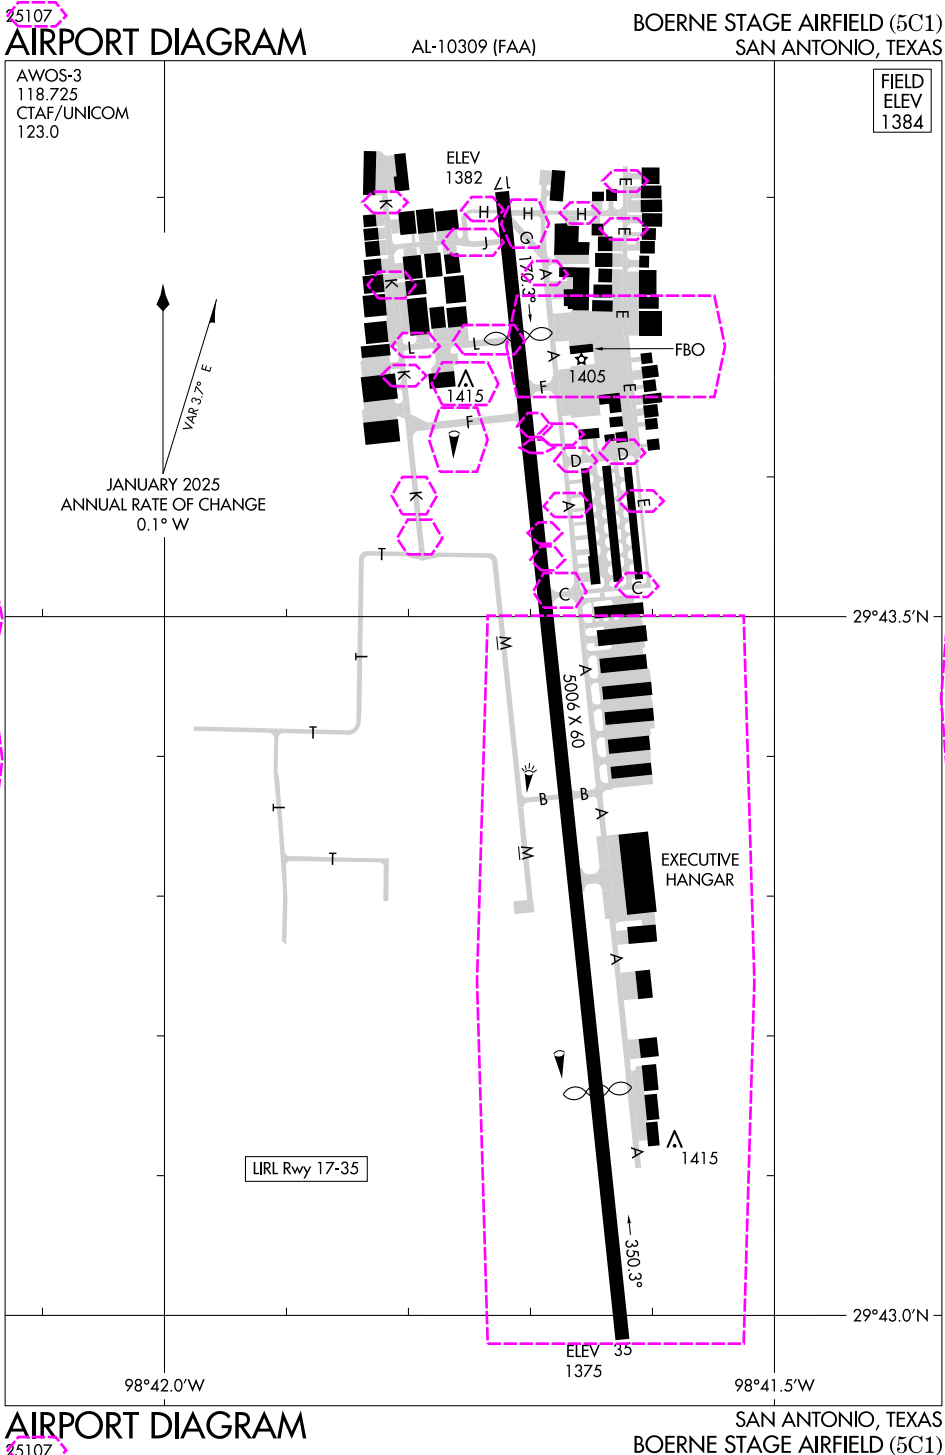 25107
AIRPORT DIAGRAM
AL-10309 (FAA)
BOERNE STAGE AIRFIELD (5C1)
SAN ANTONIO, TEXAS
AWOS-3
118.725
CTAF/UNICOM
123.0
FIELD
ELEV
1384
ELEV
1382
17
E
K
H
H
H
E
G
J
A
170.3°
K
E
L
L
A
FBO
1405
K
1415
F
E
F
D
D
K
A
E
VAR 3.7° E
JANUARY 2025
ANNUAL RATE OF CHANGE
0.1° W
T
C
C
29°43.5'N
M
T
A
5006 X 60
T
B
B
T
A
M
T
EXECUTIVE
HANGAR
A
A
1415
LIRL Rwy 17-35
350.3°
29°43.0'N
ELEV
1375
35
98°42.0'W
98°41.5'W
AIRPORT DIAGRAM
25107
SAN ANTONIO, TEXAS
BOERNE STAGE AIRFIELD (5C1)